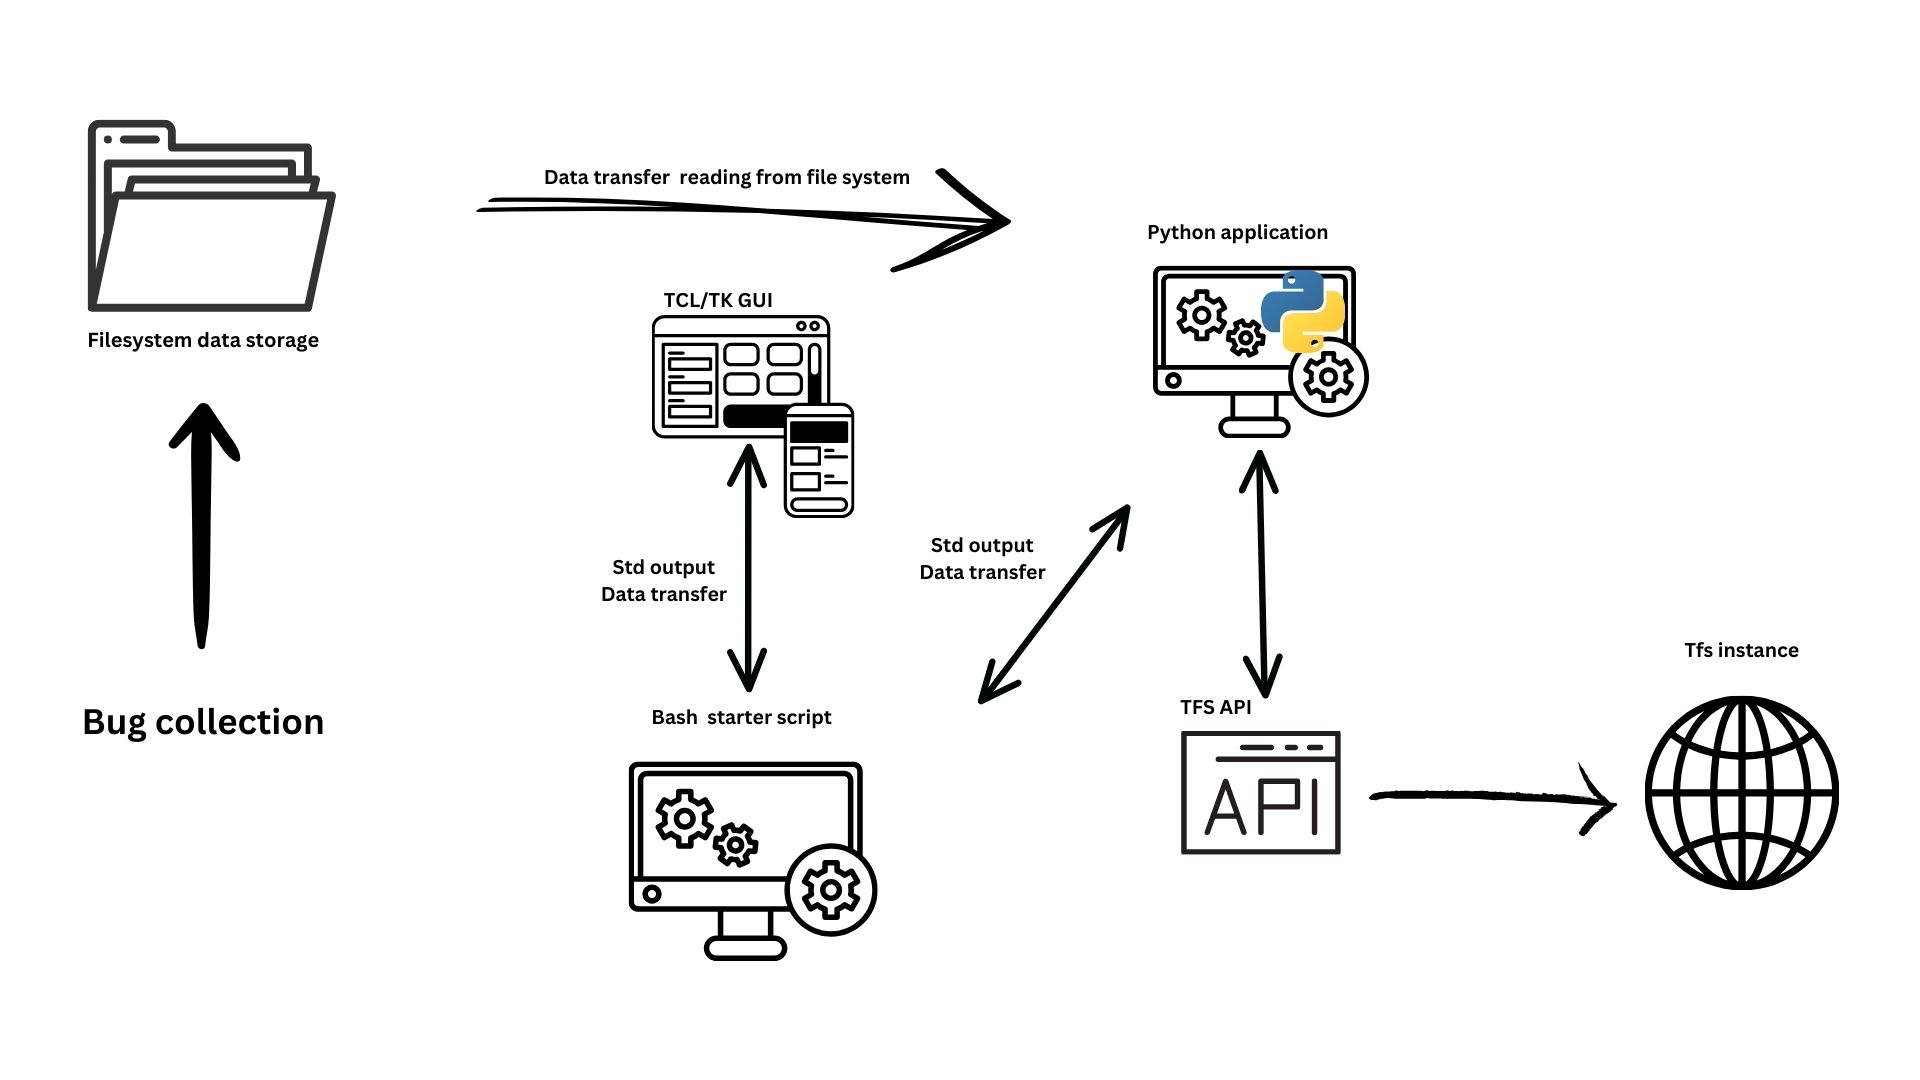 Data transfer  reading from file system
Python application
TCL/TK GUI
Filesystem data storage
Std output
Data transfer
Std output
Data transfer
Tfs instance
TFS API
Bug collection
Bash  starter script
API